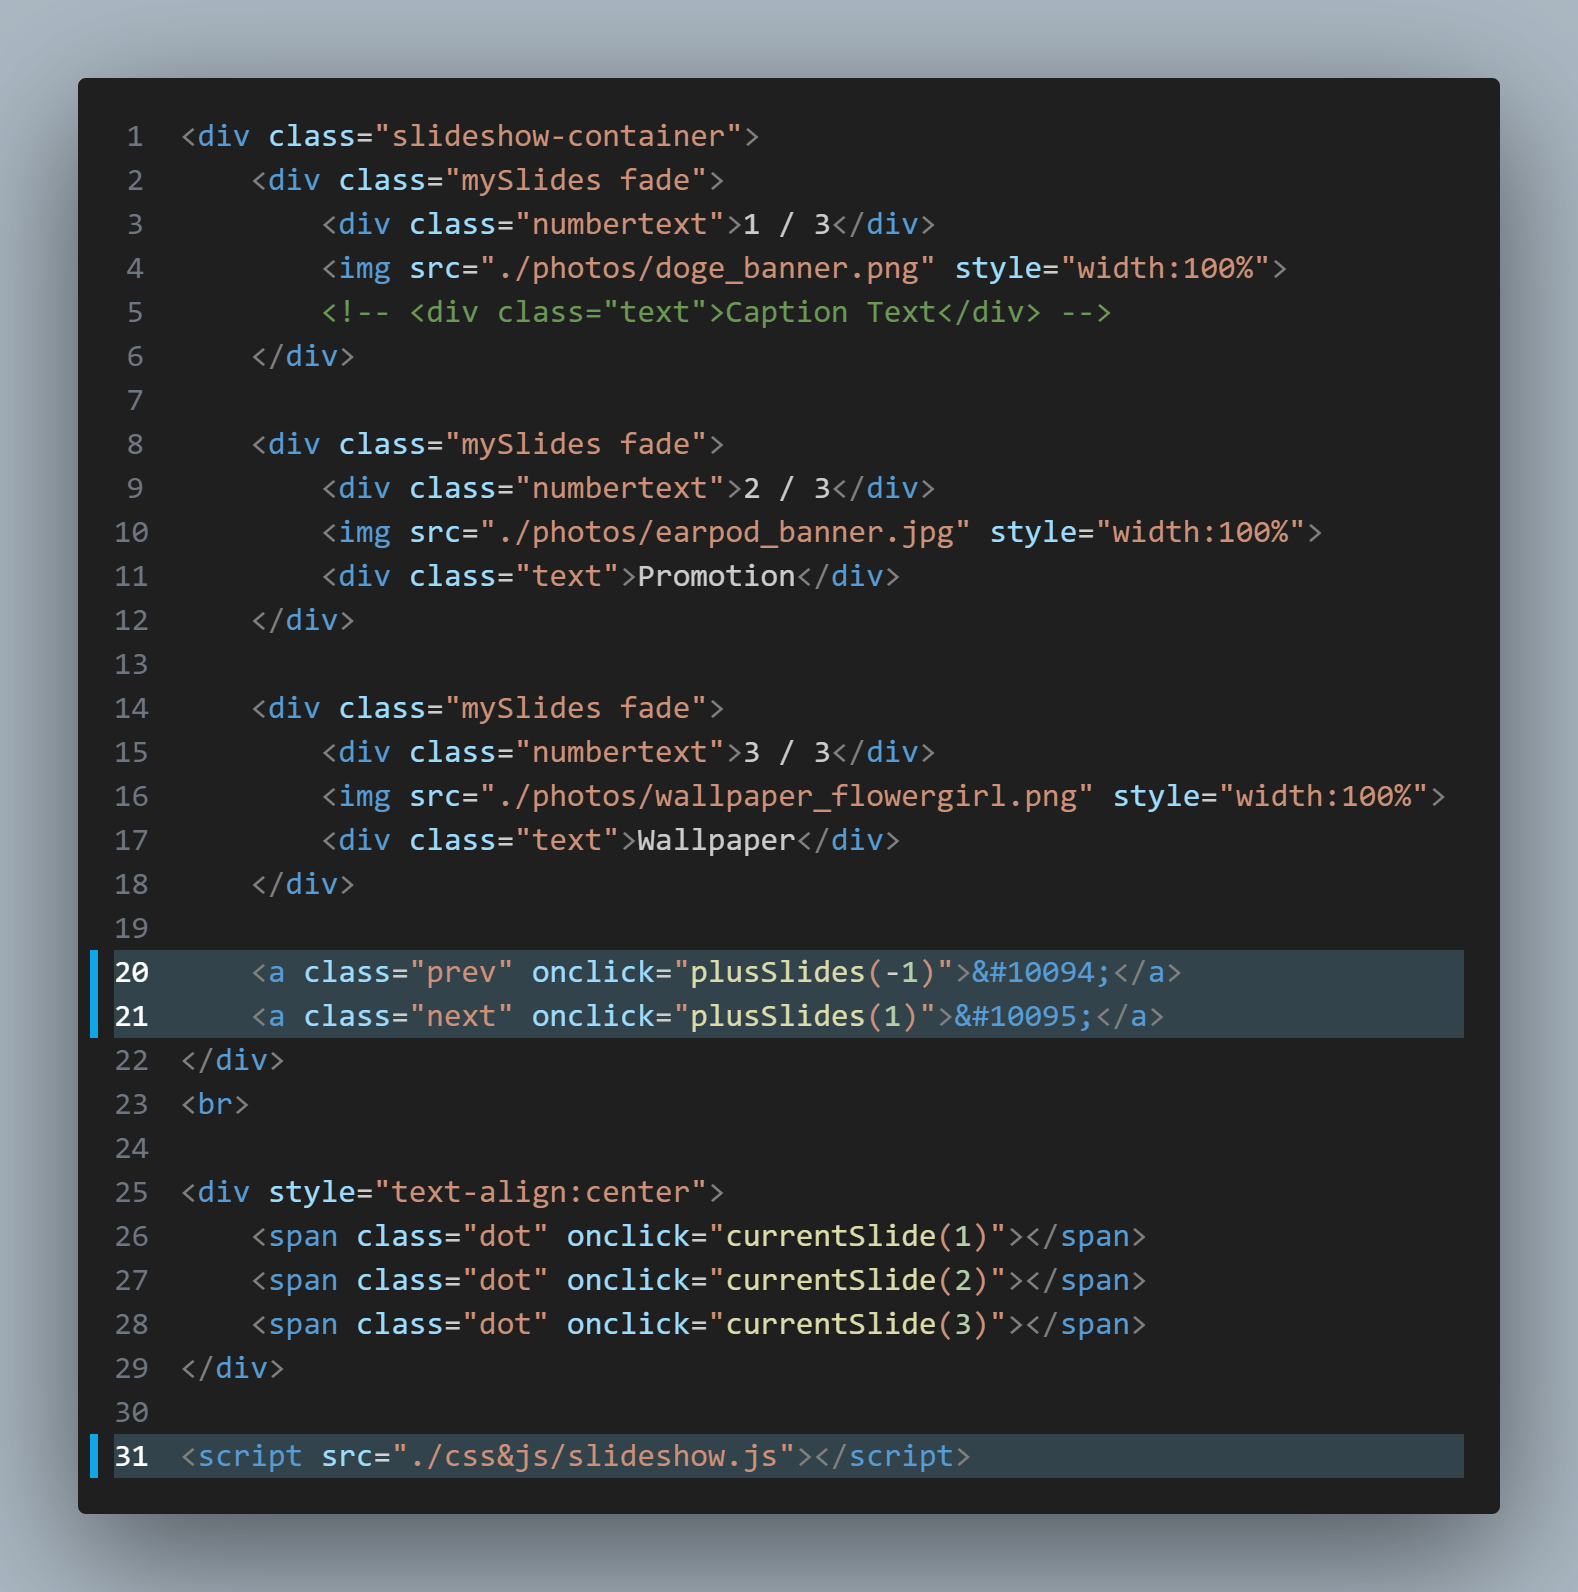 1 <div class="slideshow-container">
2     <div class="mySlides fade">
3         <div class="numbertext">1 / 3</div>
4         <img src="./photos/doge_banner.png" style="width:100%">
5         <!-- <div class="text">Caption Text</div> -->
6     </div>
7
8     <div class="mySlides fade">
9         <div class="numbertext">2 / 3</div>
10         <img src="./photos/earpod_banner.jpg" style="width:100%">
11         <div class="text">Promotion</div>
12     </div>
13
14     <div class="mySlides fade">
15         <div class="numbertext">3 / 3</div>
16         <img src="./photos/wallpaper_flowergirl.png" style="width:100%">
17         <div class="text">Wallpaper</div>
18     </div>
19
20     <a class="prev" onclick="plusSlides(-1)">&#10094;</a>
21     <a class="next" onclick="plusSlides(1)">&#10095;</a>
22 </div>
23 <br>
24
25 <div style="text-align:center">
26     <span class="dot" onclick="currentSlide(1)"></span>
27     <span class="dot" onclick="currentSlide(2)"></span>
28     <span class="dot" onclick="currentSlide(3)"></span>
29 </div>
30
31 <script src="./css&js/slideshow.js"></script>